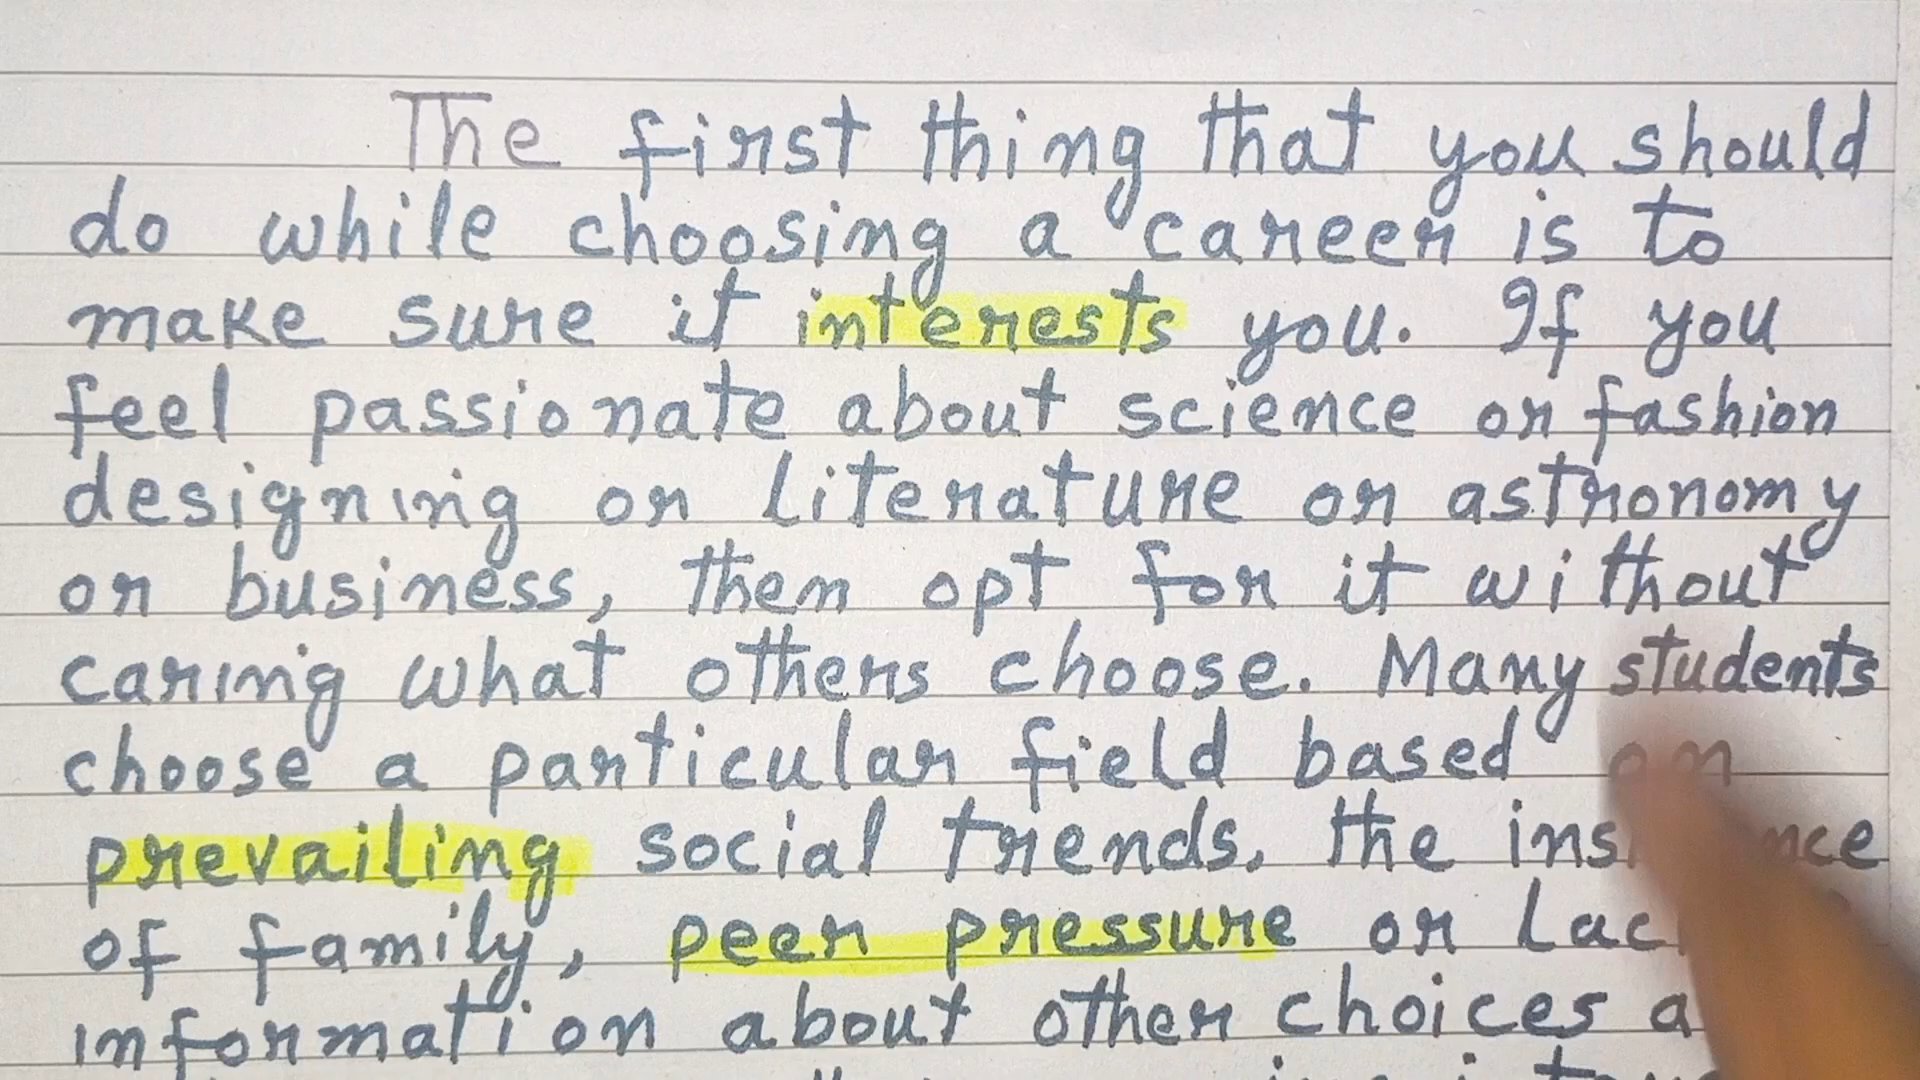 The first thing that you should
do while choosing a career is to
make sure it interests you. If you
feel passionate about science or fashion
designing or literature or astronomy
or business, then opt for it without
caring what others choose. Many students
choose a particular field based on
prevailing social trends, the
of family, peer pressure or
information about other choices